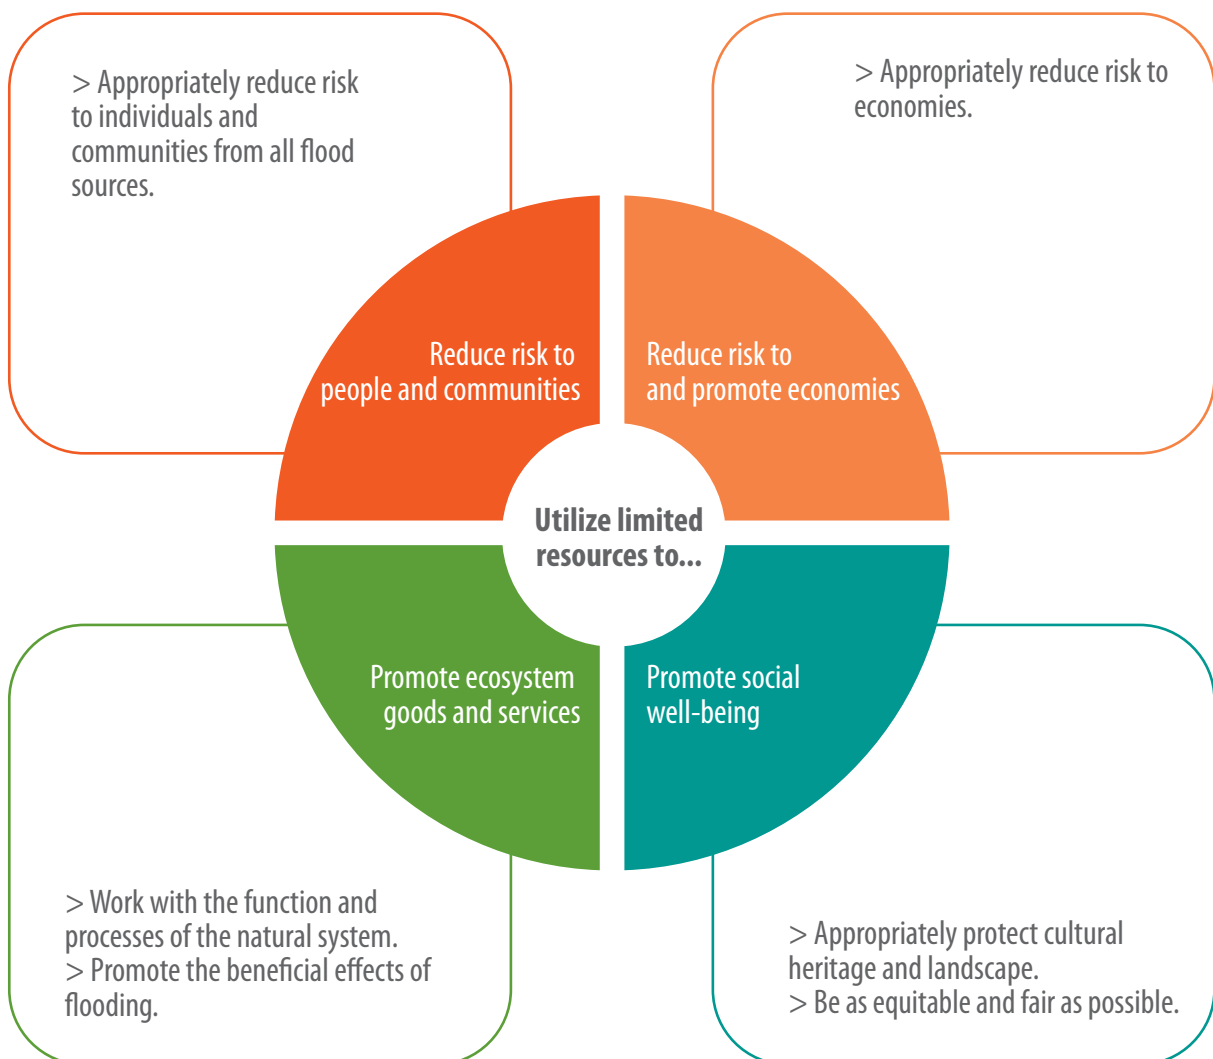 > Appropriately reduce risk
to individuals and
communities from all flood
sources.
> Appropriately reduce risk to
economies.
Reduce risk to
people and communities
Reduce risk to
and promote economies
Utilize limited
resources to...
Promote ecosystem
goods and services
Promote social
well-being
> Work with the function and
processes of the natural system.
> Promote the beneficial effects of
flooding.
> Appropriately protect cultural
heritage and landscape.
> Be as equitable and fair as possible.